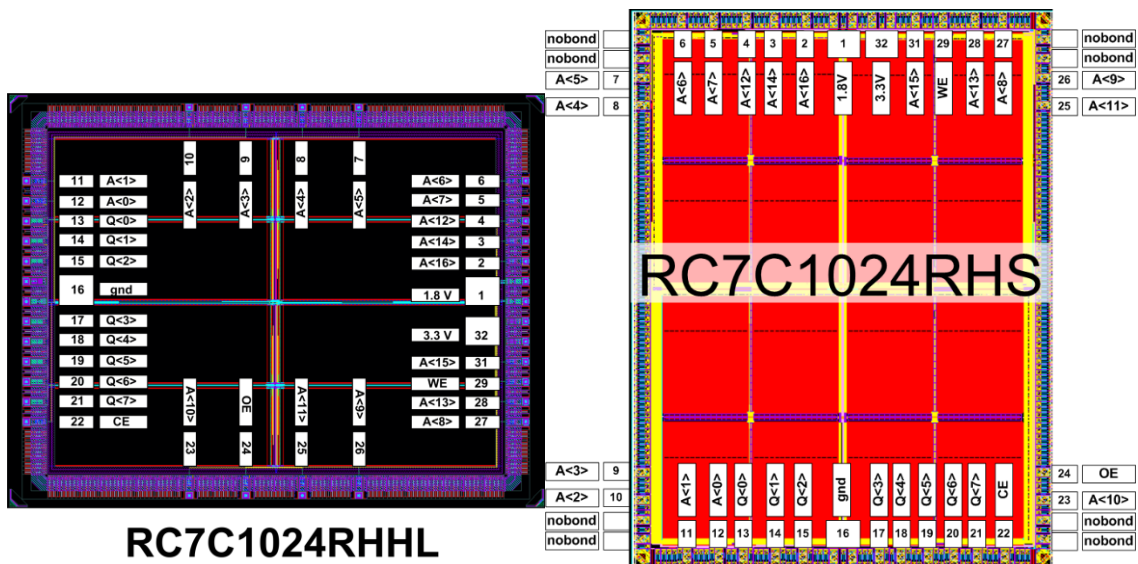 10 9 8 7
A<2> A<3> A<4> A<5>
11 A<1>
12 A<0>
13 Q<0>
14 Q<1>
15 Q<2>
16 gnd
17 Q<3>
18 Q<4>
19 Q<5>
20 Q<6>
21 Q<7>
22 CE
A<6> 6
A<7> 5
A<12> 4
A<14> 3
A<16> 2
1.8 V 1
3.3 V 32
A<15> 31
WE 29
A<13> 28
A<8> 27
A<10> OE A<11> A<9>
23 24 25 26
RC7C1024RHHL
nobond
nobond
A<5> 7
A<4> 8
6 5 4 3 2 1 32 31 29 28 27
A<6> A<7> A<12> A<14> A<16> 1.8V 3.3V A<15> WE A<13> A<8>
nobond
nobond
26 A<9>
25 A<11>
RC7C1024RHS
A<3> 9
A<2> 10
nobond
nobond
A<1> A<0> Q<0> Q<1> Q<2> gnd Q<3> Q<4> Q<5> Q<6> Q<7> CE
11 12 13 14 15 16 17 18 19 20 21 22
24 OE
23 A<10>
nobond
nobond